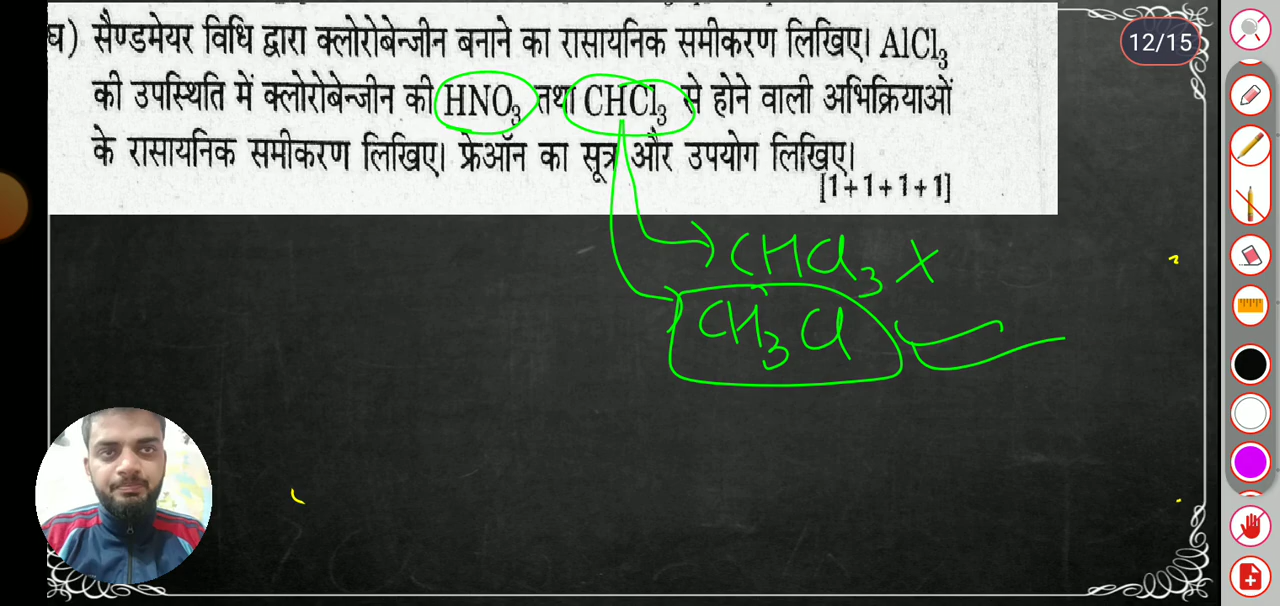 घ) सैण्डमेयर विधि द्वारा क्लोरोबेन्जीन बनाने का रासायनिक समीकरण लिखिए। AlCl₃
की उपस्थिति में क्लोरोबेन्जीन की HNO₃ तथा CHCl₃ से होने वाली अभिक्रियाओं
के रासायनिक समीकरण लिखिए। फ्रेऑन का सूत्र और उपयोग लिखिए।
[1+1+1+1]
12/15
CHCl₃ ×
CH₃Cl